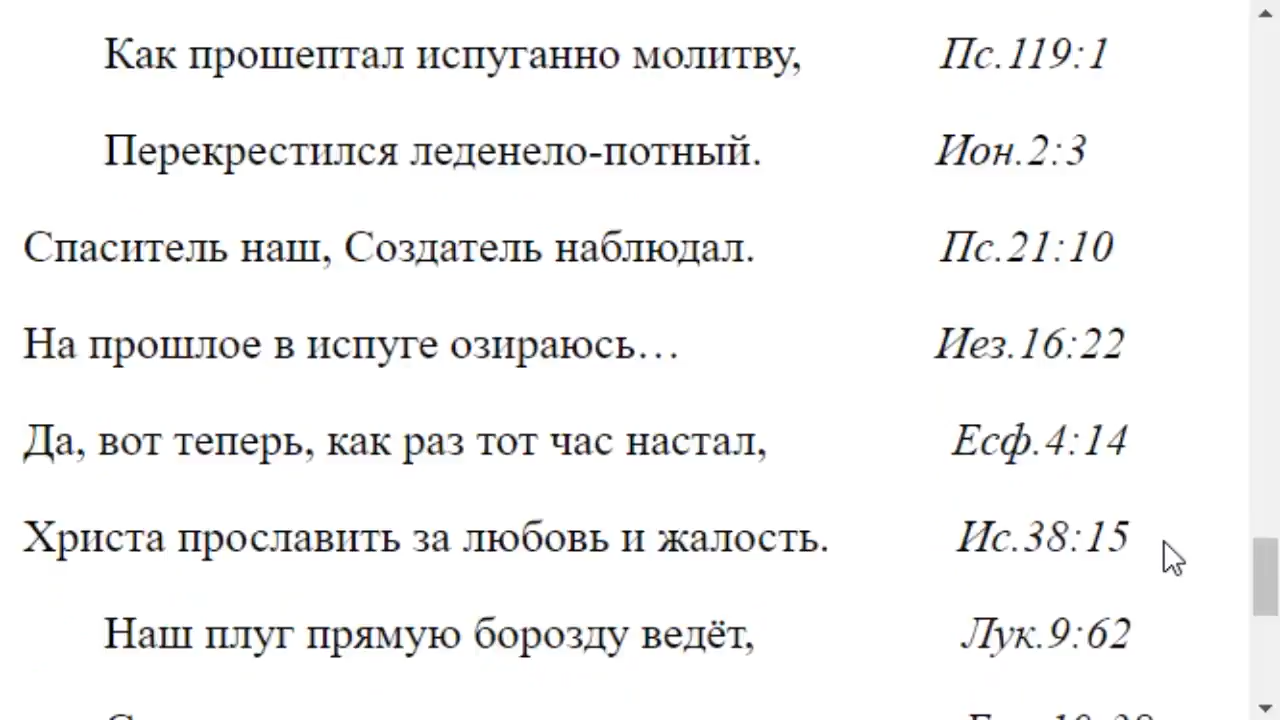 Как прошептал испуганно молитву, Пс.119:1
Перекрестился леденело-потный. Ион.2:3
Спаситель наш, Создатель наблюдал. Пс.21:10
На прошлое в испуге озираюсь… Иез.16:22
Да, вот теперь, как раз тот час настал, Есф.4:14
Христа прославить за любовь и жалость. Ис.38:15
Наш плуг прямую борозду ведёт, Лук.9:62